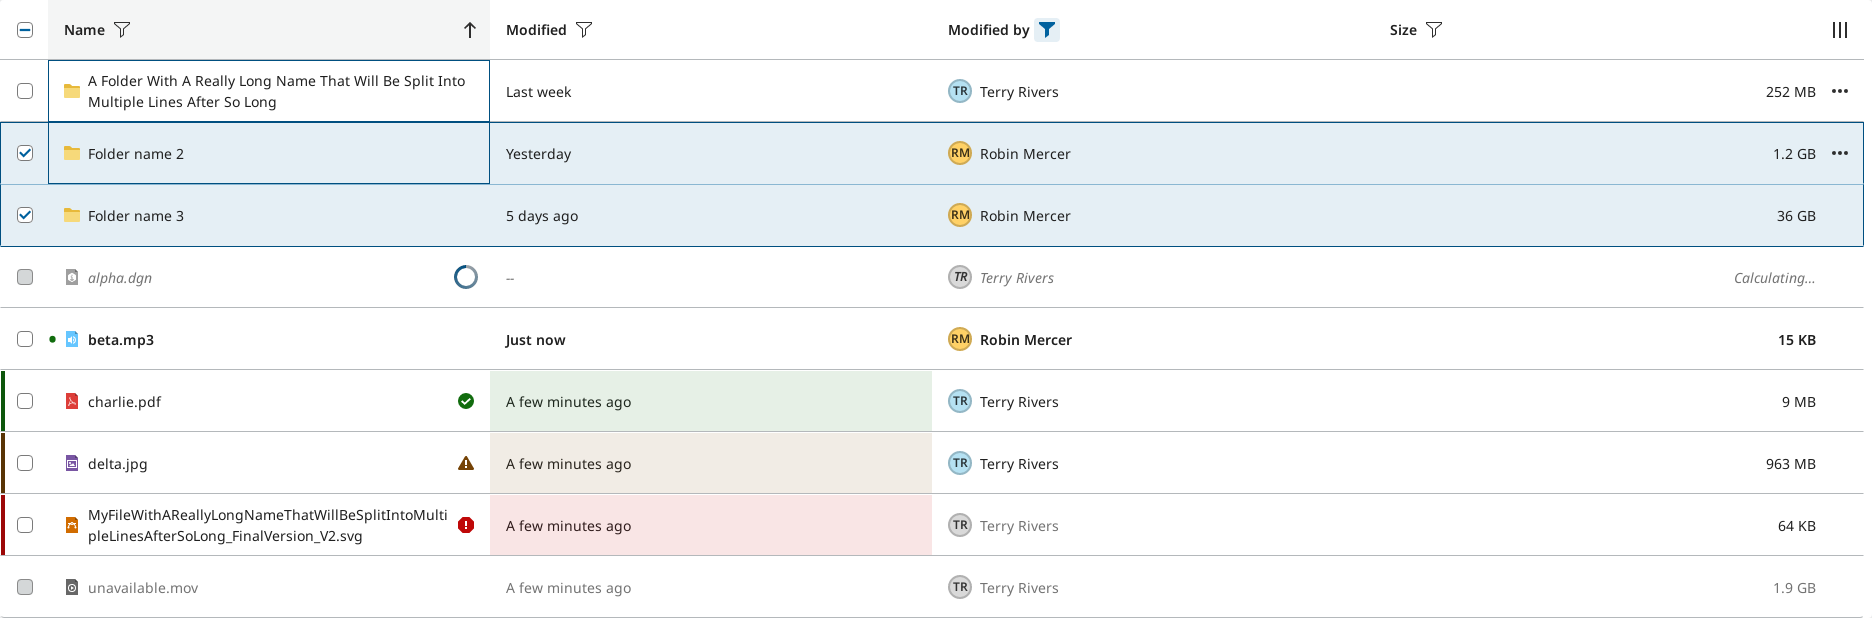 Name Modified Modified by Size
A Folder With A Really Long Name That Will Be Split Into
Multiple Lines After So Long
Last week TR Terry Rivers 252 MB
Folder name 2 Yesterday RM Robin Mercer 1.2 GB
Folder name 3 5 days ago RM Robin Mercer 36 GB
alpha.dgn -- TR Terry Rivers Calculating...
beta.mp3 Just now RM Robin Mercer 15 KB
charlie.pdf A few minutes ago TR Terry Rivers 9 MB
delta.jpg A few minutes ago TR Terry Rivers 963 MB
MyFileWithAReallyLongNameThatWillBeSplitIntoMulti
pleLinesAfterSoLong_FinalVersion_V2.svg
A few minutes ago TR Terry Rivers 64 KB
unavailable.mov A few minutes ago TR Terry Rivers 1.9 GB